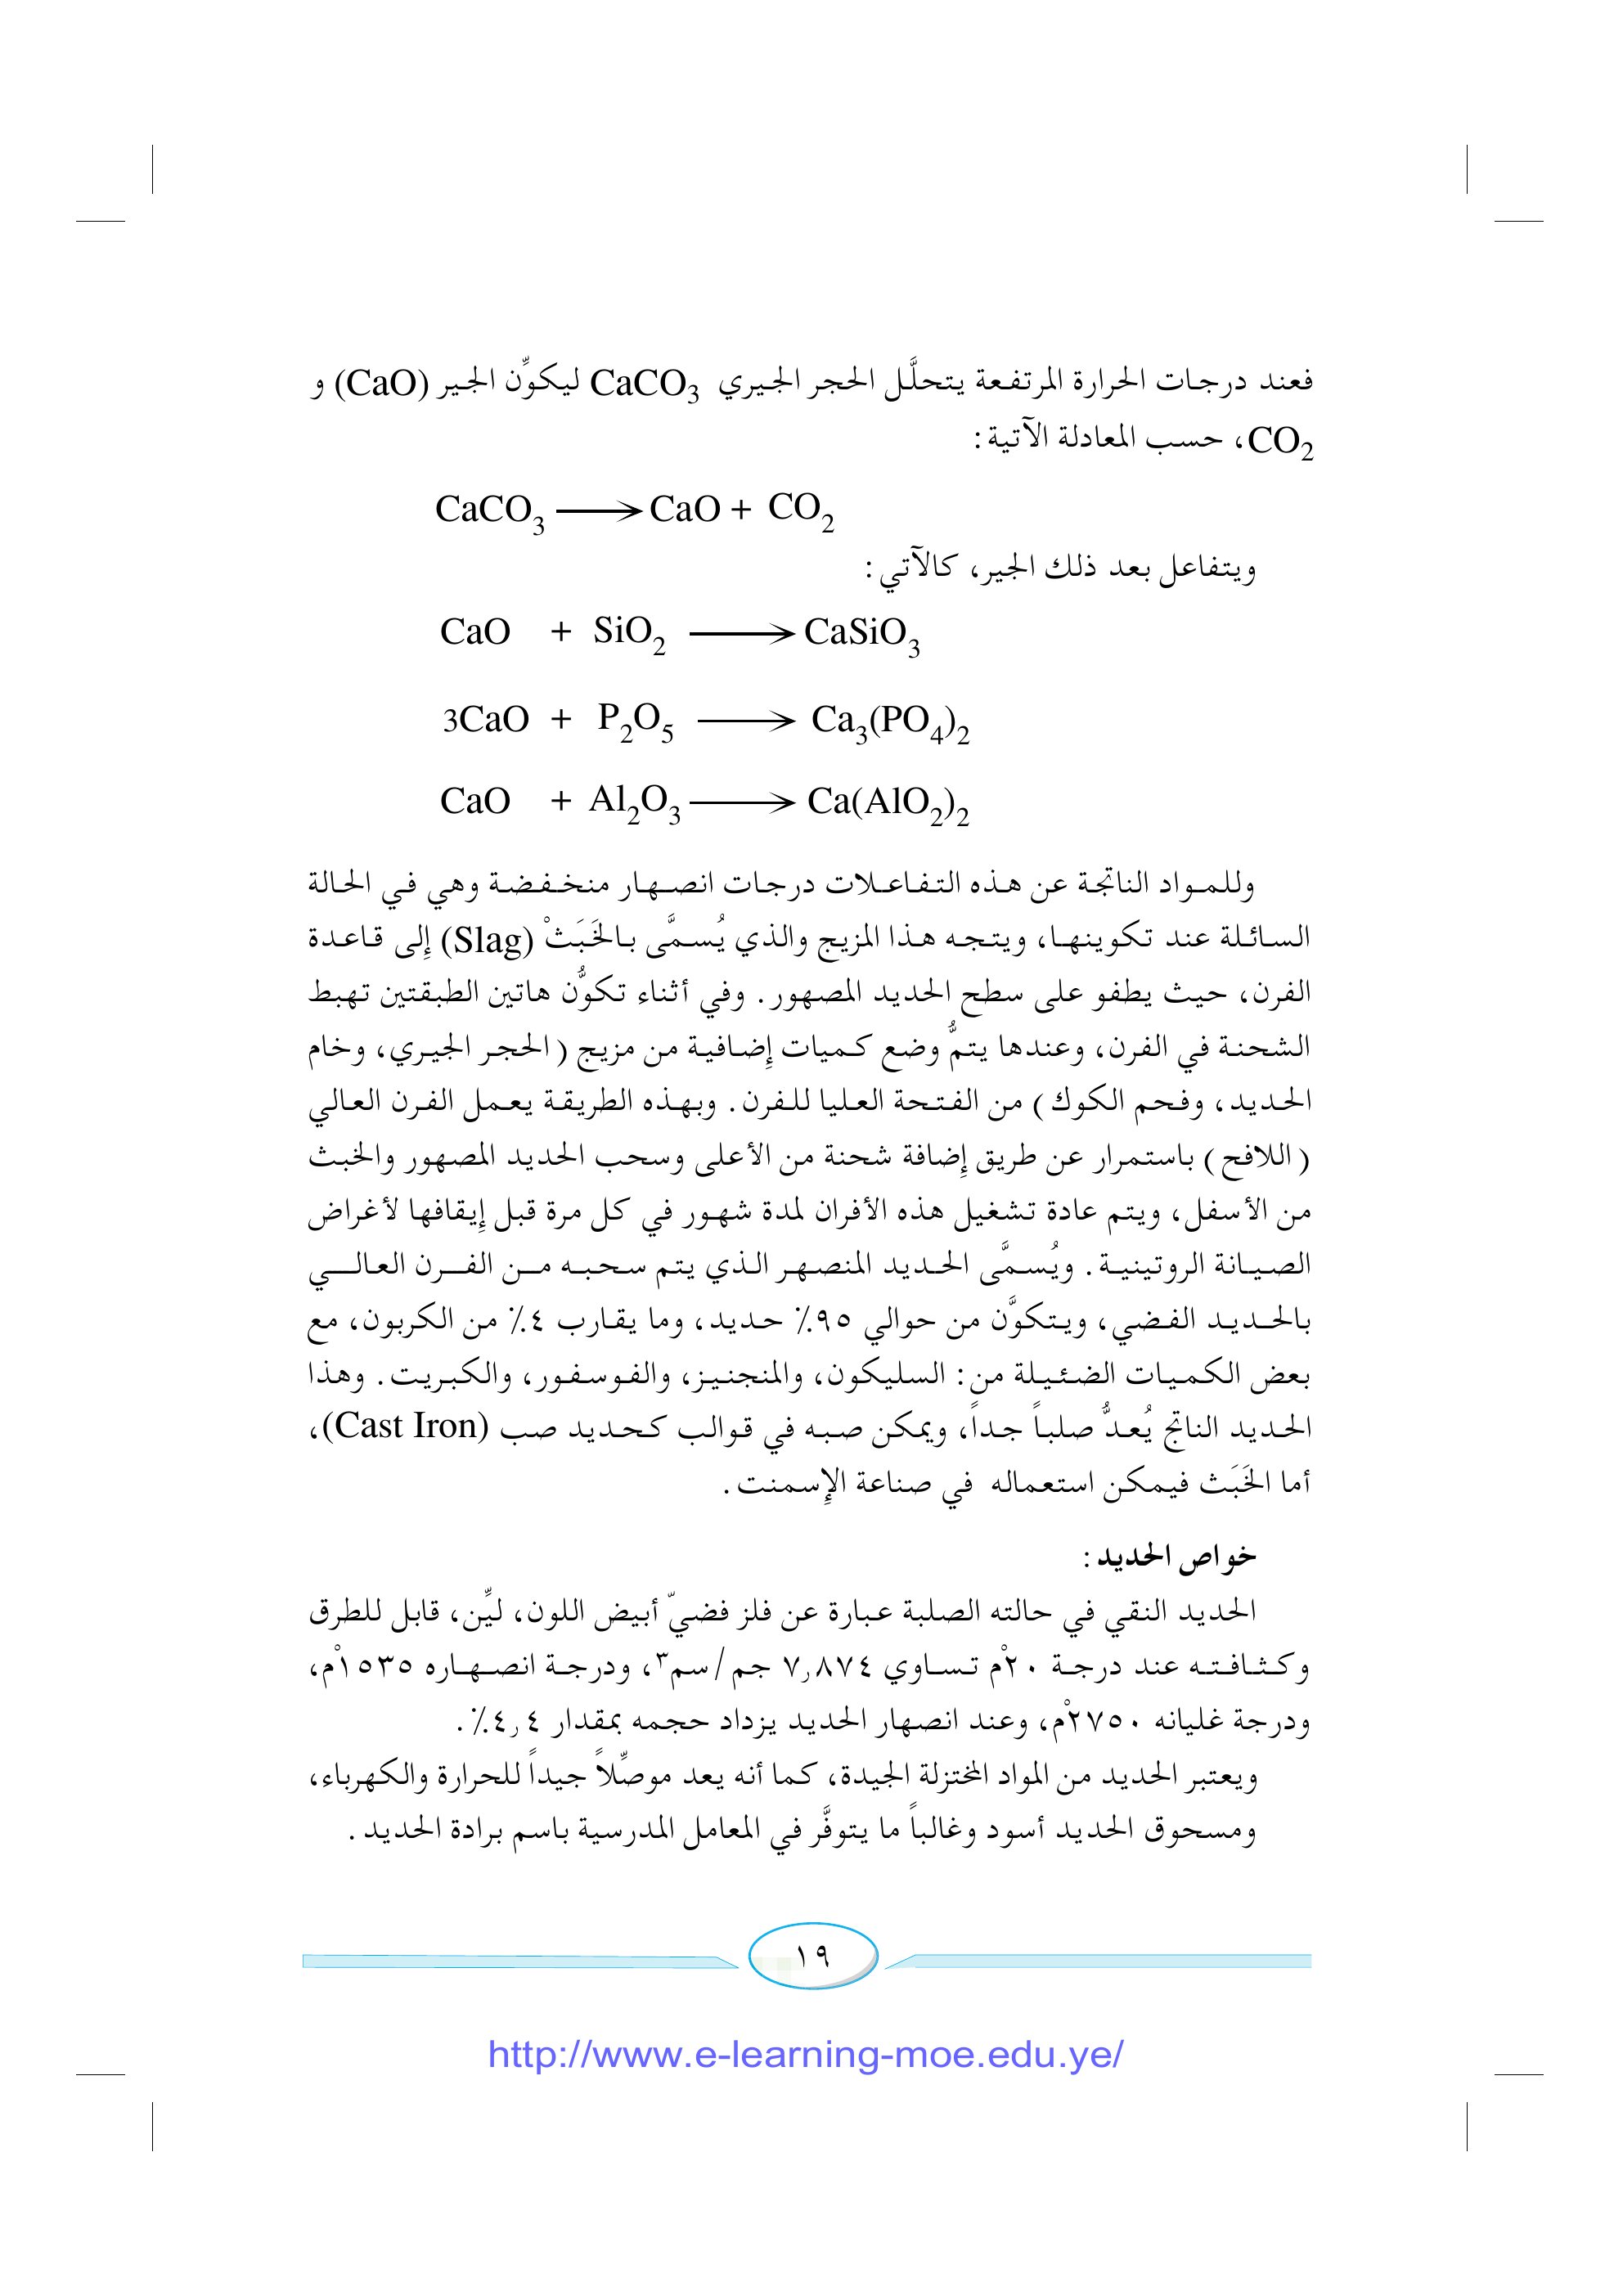 فعند درجات الحرارة المرتفعة يتحلَّل الحجر الجيري CaCO₃ ليكوِّن الجير (CaO) و
CO₂، حسب المعادلة الآتية:
CaCO₃ ⟶ CaO + CO₂
ويتفاعل بعد ذلك الجير، كالآتي:
CaO + SiO₂ ⟶ CaSiO₃
3CaO + P₂O₅ ⟶ Ca₃(PO₄)₂
CaO + Al₂O₃ ⟶ Ca(AlO₂)₂
وللمواد الناتجة عن هذه التفاعلات درجات انصهار منخفضة وهي في الحالة
السائلة عند تكوينها، ويتجه هذا المزيج والذي يُسمَّى بالخَبَثْ (Slag) إلى قاعدة
الفرن، حيث يطفو على سطح الحديد المصهور. وفي أثناء تكوُّن هاتين الطبقتين تهبط
الشحنة في الفرن، وعندها يتمُّ وضع كميات إضافية من مزيج (الحجر الجيري، وخام
الحديد، وفحم الكوك) من الفتحة العليا للفرن. وبهذه الطريقة يعمل الفرن العالي
(اللافح) باستمرار عن طريق إضافة شحنة من الأعلى وسحب الحديد المصهور والخبث
من الأسفل، ويتم عادة تشغيل هذه الأفران لمدة شهور في كل مرة قبل إيقافها لأغراض
الصيانة الروتينية. ويُسمَّى الحديد المنصهر الذي يتم سحبه من الفرن العالي
بالحديد الفضي، ويتكوَّن من حوالي ٩٥٪ حديد، وما يقارب ٤٪ من الكربون، مع
بعض الكميات الضئيلة من: السليكون، والمنجنيز، والفوسفور، والكبريت. وهذا
الحديد الناتج يُعدُّ صلباً جداً، ويمكن صبه في قوالب كحديد صب (Cast Iron)،
أما الخَبَث فيمكن استعماله في صناعة الإسمنت.
خواص الحديد:
الحديد النقي في حالته الصلبة عبارة عن فلز فضيّ أبيض اللون، ليِّن، قابل للطرق
وكثافته عند درجة ٢٠ْم تساوي ٧٫٨٧٤ جم/سم٣، ودرجة انصهاره ١٥٣٥ْم،
ودرجة غليانه ٢٧٥٠ْم، وعند انصهار الحديد يزداد حجمه بمقدار ٤٫٤٪.
ويعتبر الحديد من المواد المختزلة الجيدة، كما أنه يعد موصِّلاً جيداً للحرارة والكهرباء،
ومسحوق الحديد أسود وغالباً ما يتوفَّر في المعامل المدرسية باسم برادة الحديد.
١٩
http://www.e-learning-moe.edu.ye/